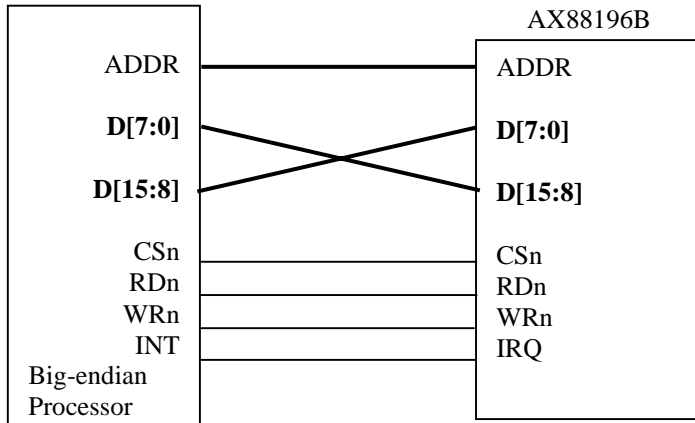 AX88196B
ADDR
ADDR
D[7:0]
D[7:0]
D[15:8]
D[15:8]
CSn
CSn
RDn
RDn
WRn
WRn
INT
IRQ
Big-endian
Processor